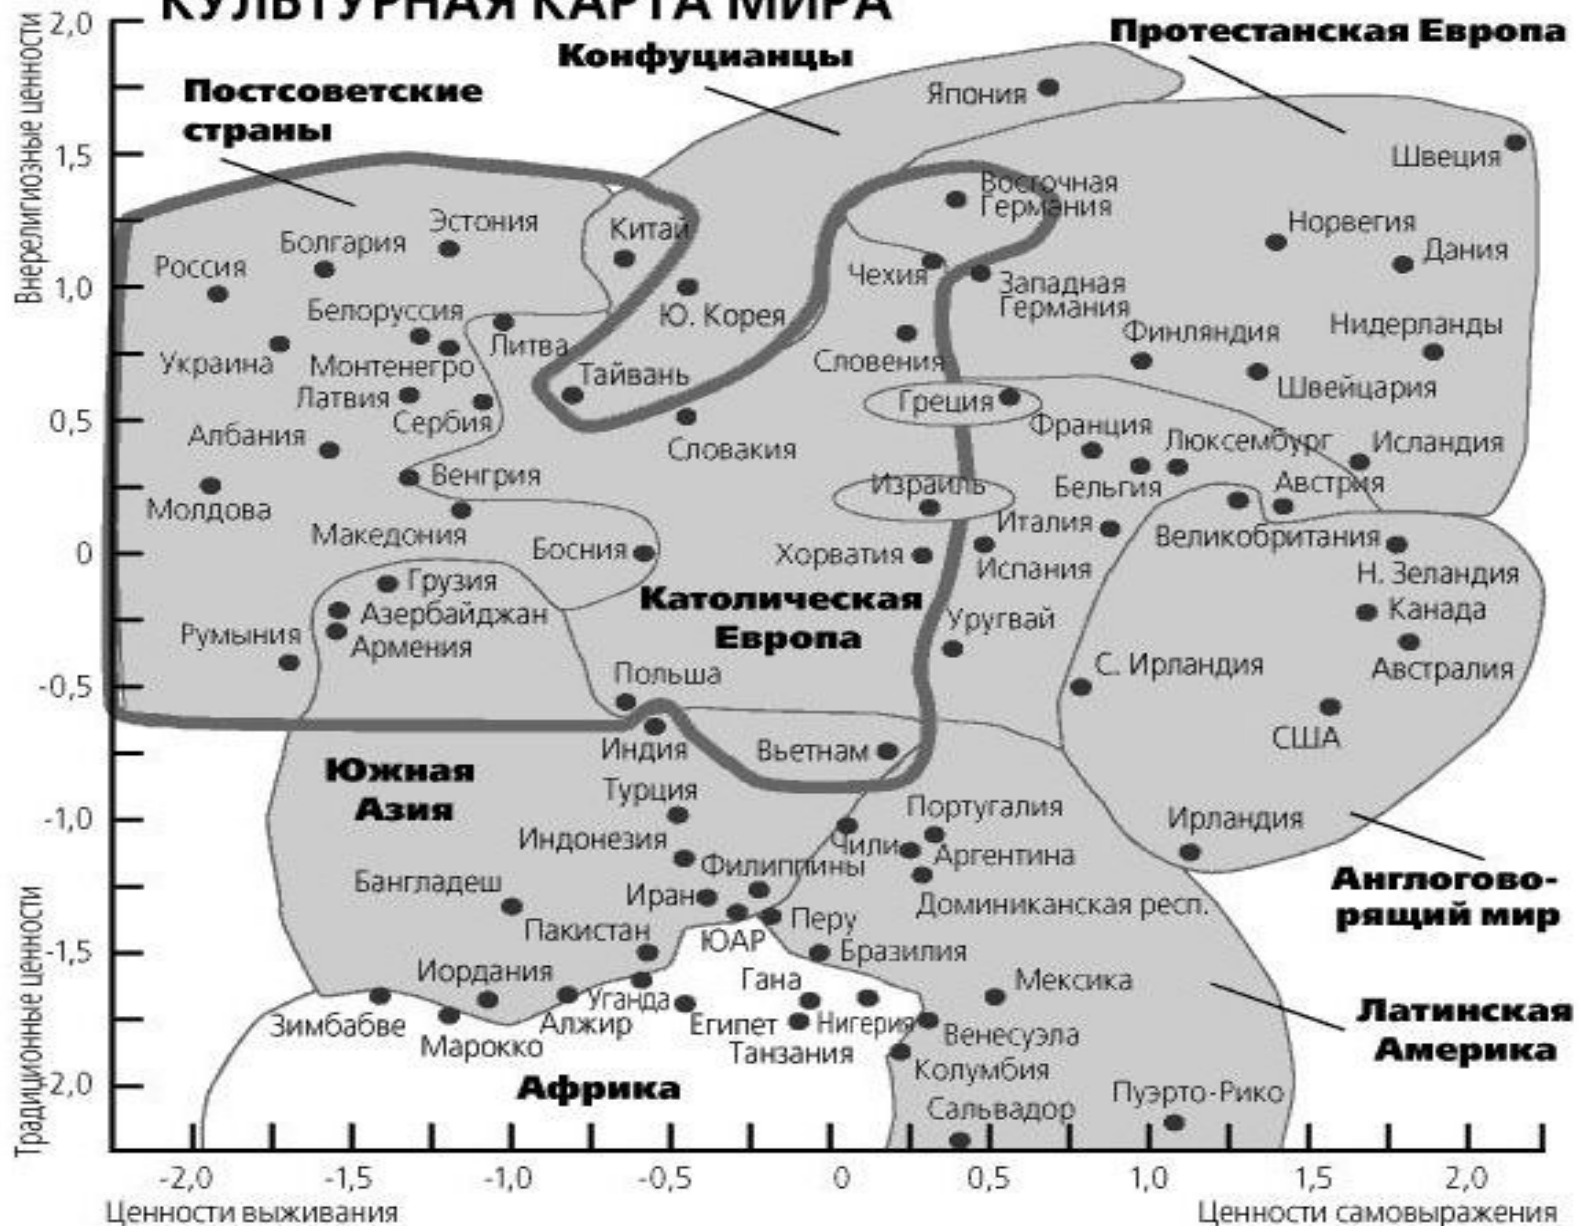 КУЛЬТУРНАЯ КАРТА МИРА
2,0
Протестанская Европа
Конфуцианцы
Постсоветские
страны
Япония
Внерелигиозные ценности
1,5
Швеция
Восточная
Германия
Эстония
Китай
Норвегия
Болгария
Дания
Россия
Чехия
1,0
Западная
Германия
Белоруссия
Ю. Корея
Финляндия
Нидерланды
Литва
Украина
Монтенегро
Словения
Тайвань
Швейцария
Латвия
Греция
0,5
Сербия
Франция
Албания
Люксембург
Исландия
Словакия
Венгрия
Израиль
Бельгия
Австрия
Молдова
Италия
Македония
Великобритания
0
Босния
Хорватия
Испания
Н. Зеландия
Грузия
Католическая
Европа
Азербайджан
Канада
Уругвай
Румыния
Армения
С. Ирландия
Австралия
Польша
-0,5
США
Индия
Вьетнам
Южная
Азия
Турция
Португалия
-1,0
Ирландия
Индонезия
Чили
Аргентина
Филиппины
Англогово-
рящий мир
Бангладеш
Иран
Доминиканская респ.
Перу
Пакистан
ЮАР
-1,5
Бразилия
Иордания
Гана
Мексика
Уганда
Латинская
Америка
Зимбабве
Алжир
Египет
Нигерия
Венесуэла
Марокко
Танзания
Традиционные ценности
Колумбия
-2,0
Африка
Пуэрто-Рико
Сальвадор
-2,0
-1,5
-1,0
-0,5
0
0,5
1,0
1,5
2,0
Ценности выживания
Ценности самовыражения